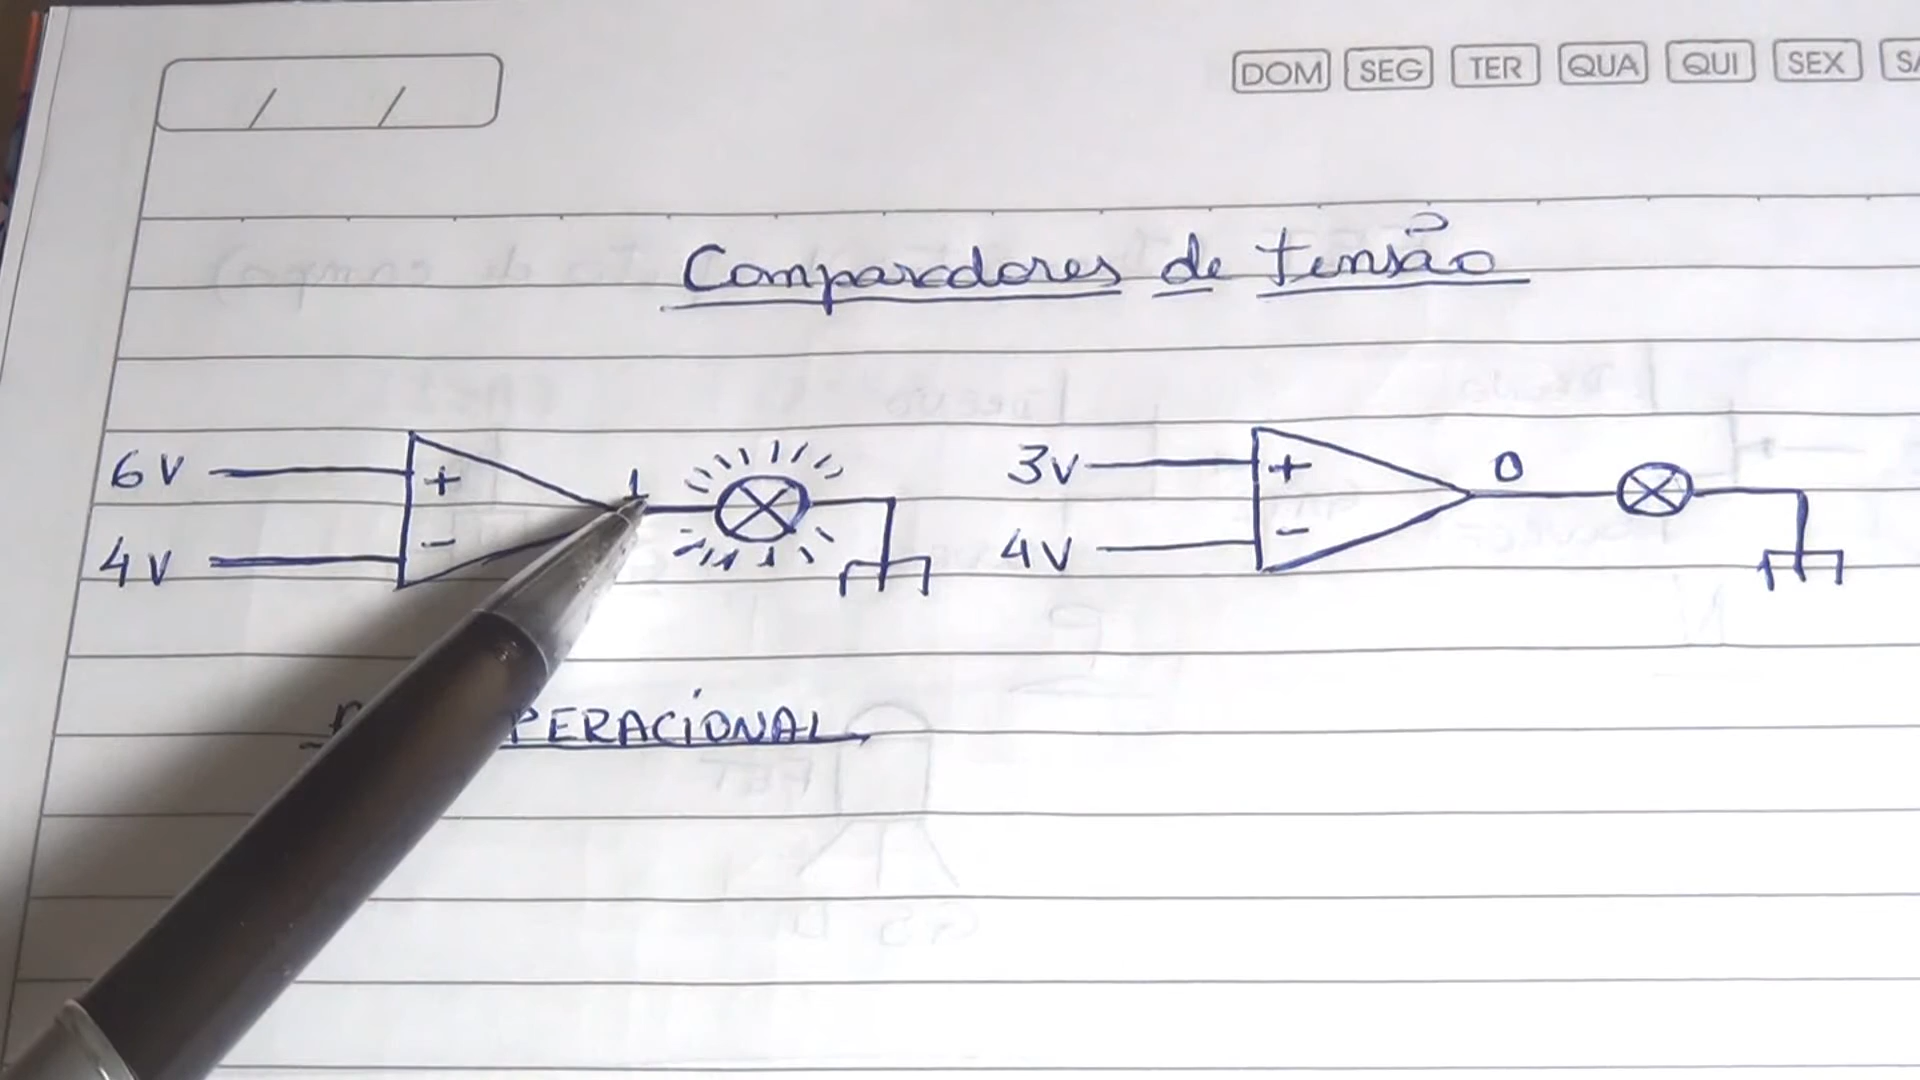 / /
DOM SEG TER QUA QUI SEX
Comparadores de tensão
6V + 1 3V + 0
4V - 4V -
PERACIONAL